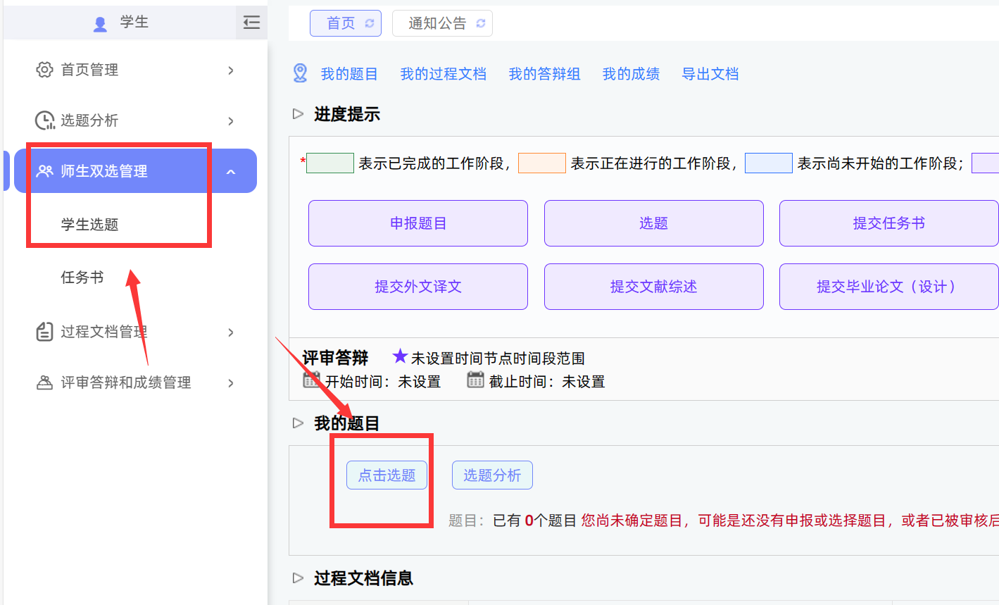 学生
首页 通知公告
首页管理
选题分析
师生双选管理
学生选题
任务书
过程文档管理
评审答辩和成绩管理
我的题目 我的过程文档 我的答辩组 我的成绩 导出文档
进度提示
* 表示已完成的工作阶段， 表示正在进行的工作阶段， 表示尚未开始的工作阶段；
申报题目 选题 提交任务书
提交外文译文 提交文献综述 提交毕业论文（设计）
评审答辩 ★未设置时间节点时间段范围
开始时间：未设置 截止时间：未设置
我的题目
点击选题 选题分析
题目：已有 0个题目 您尚未确定题目，可能是还没有申报或选择题目，或者已被审核后
过程文档信息